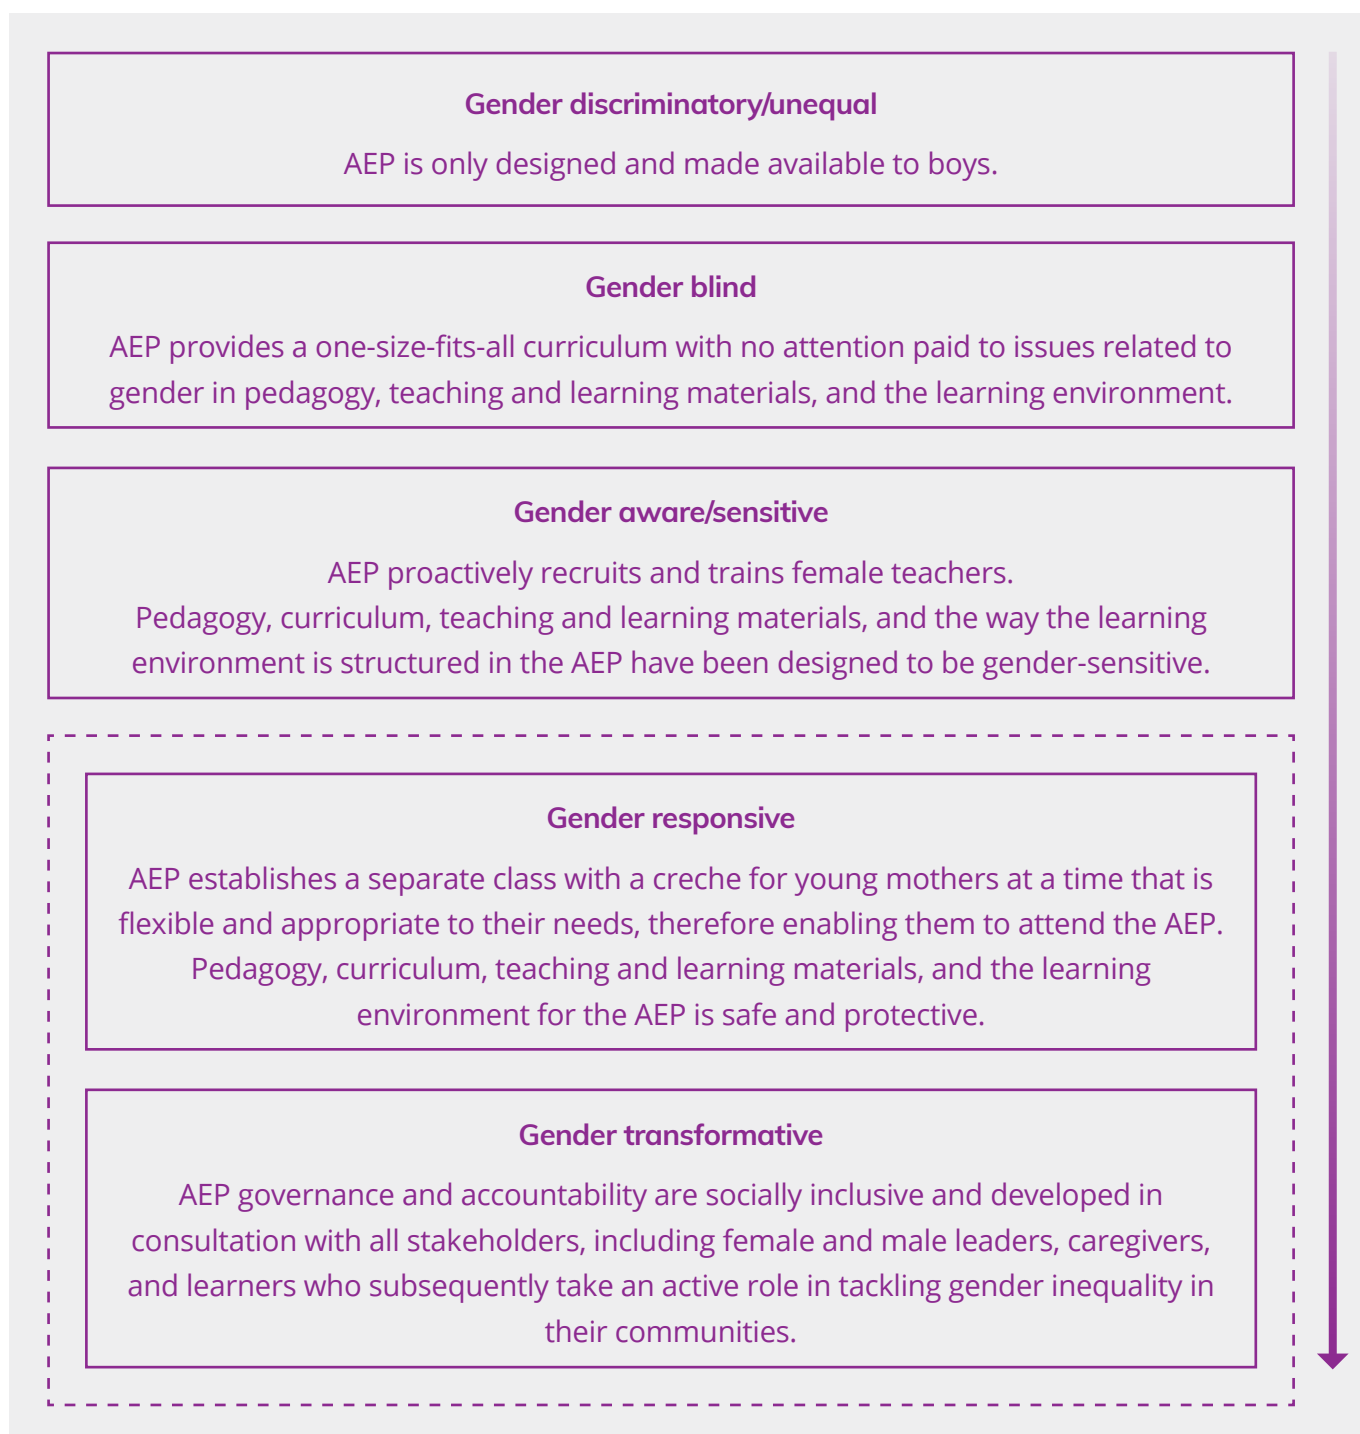 Gender discriminatory/unequal
AEP is only designed and made available to boys.
Gender blind
AEP provides a one-size-fits-all curriculum with no attention paid to issues related to
gender in pedagogy, teaching and learning materials, and the learning environment.
Gender aware/sensitive
AEP proactively recruits and trains female teachers.
Pedagogy, curriculum, teaching and learning materials, and the way the learning
environment is structured in the AEP have been designed to be gender-sensitive.
Gender responsive
AEP establishes a separate class with a creche for young mothers at a time that is
flexible and appropriate to their needs, therefore enabling them to attend the AEP.
Pedagogy, curriculum, teaching and learning materials, and the learning
environment for the AEP is safe and protective.
Gender transformative
AEP governance and accountability are socially inclusive and developed in
consultation with all stakeholders, including female and male leaders, caregivers,
and learners who subsequently take an active role in tackling gender inequality in
their communities.